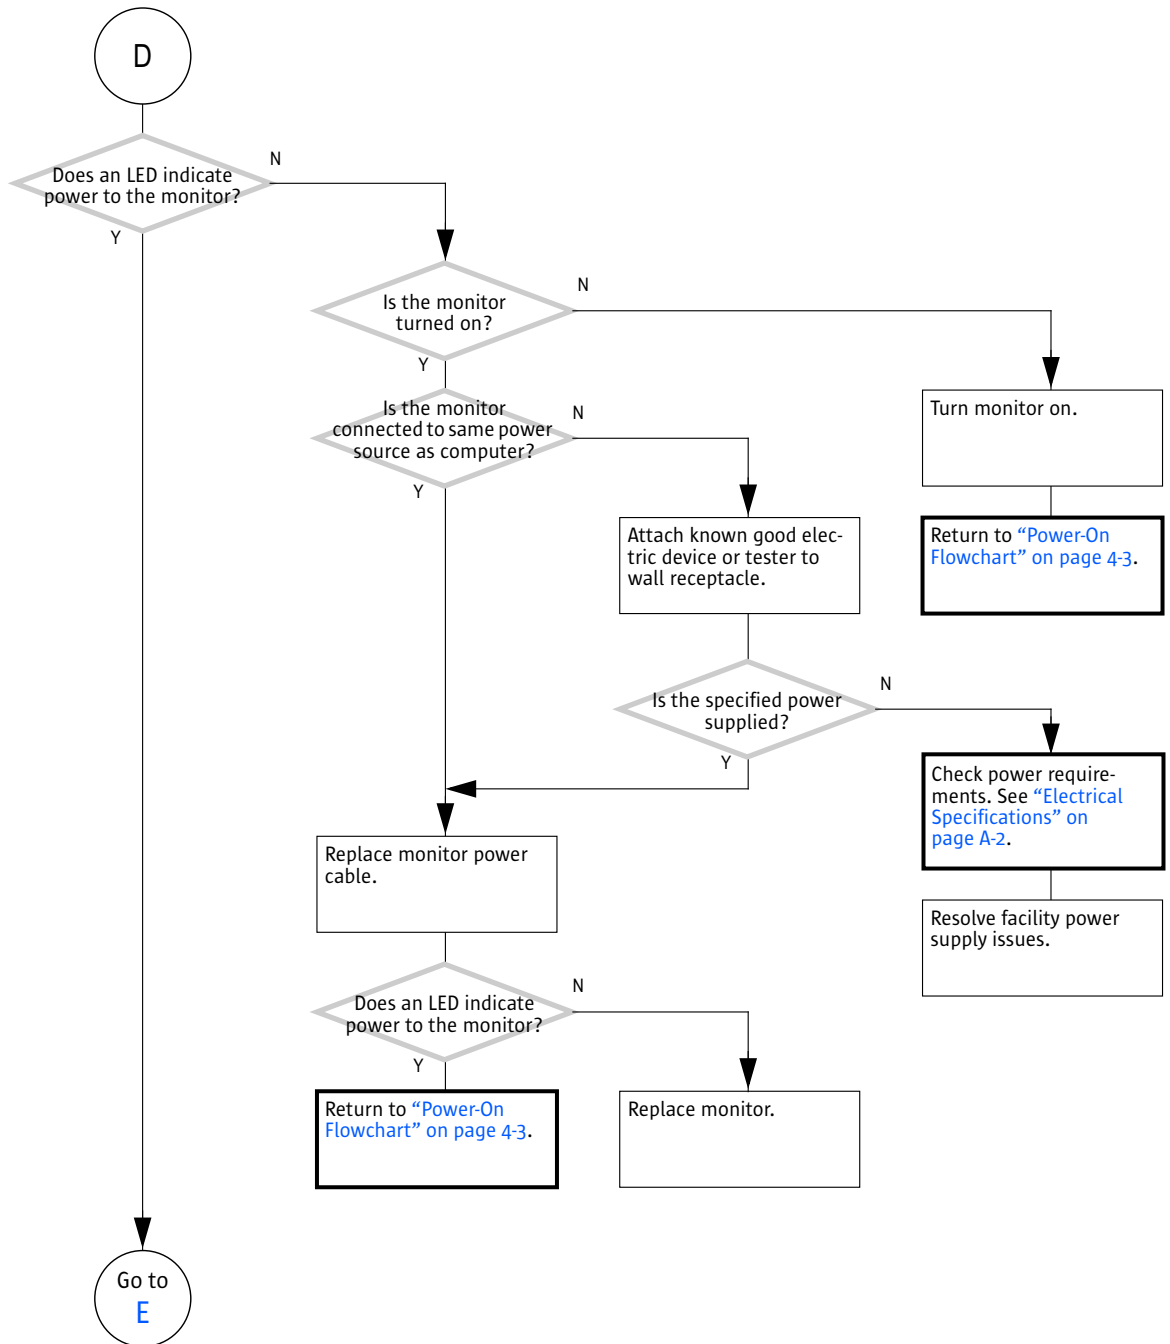 D
Does an LED indicate
power to the monitor?
N
Y
Is the monitor
turned on?
N
Y
Turn monitor on.
Return to “Power-On
Flowchart” on page 4-3.
Is the monitor
connected to same power
source as computer?
N
Y
Attach known good elec-
tric device or tester to
wall receptacle.
Is the specified power
supplied?
N
Y
Check power require-
ments. See “Electrical
Specifications” on
page A-2.
Resolve facility power
supply issues.
Replace monitor power
cable.
Does an LED indicate
power to the monitor?
N
Y
Return to “Power-On
Flowchart” on page 4-3.
Replace monitor.
Go to
E